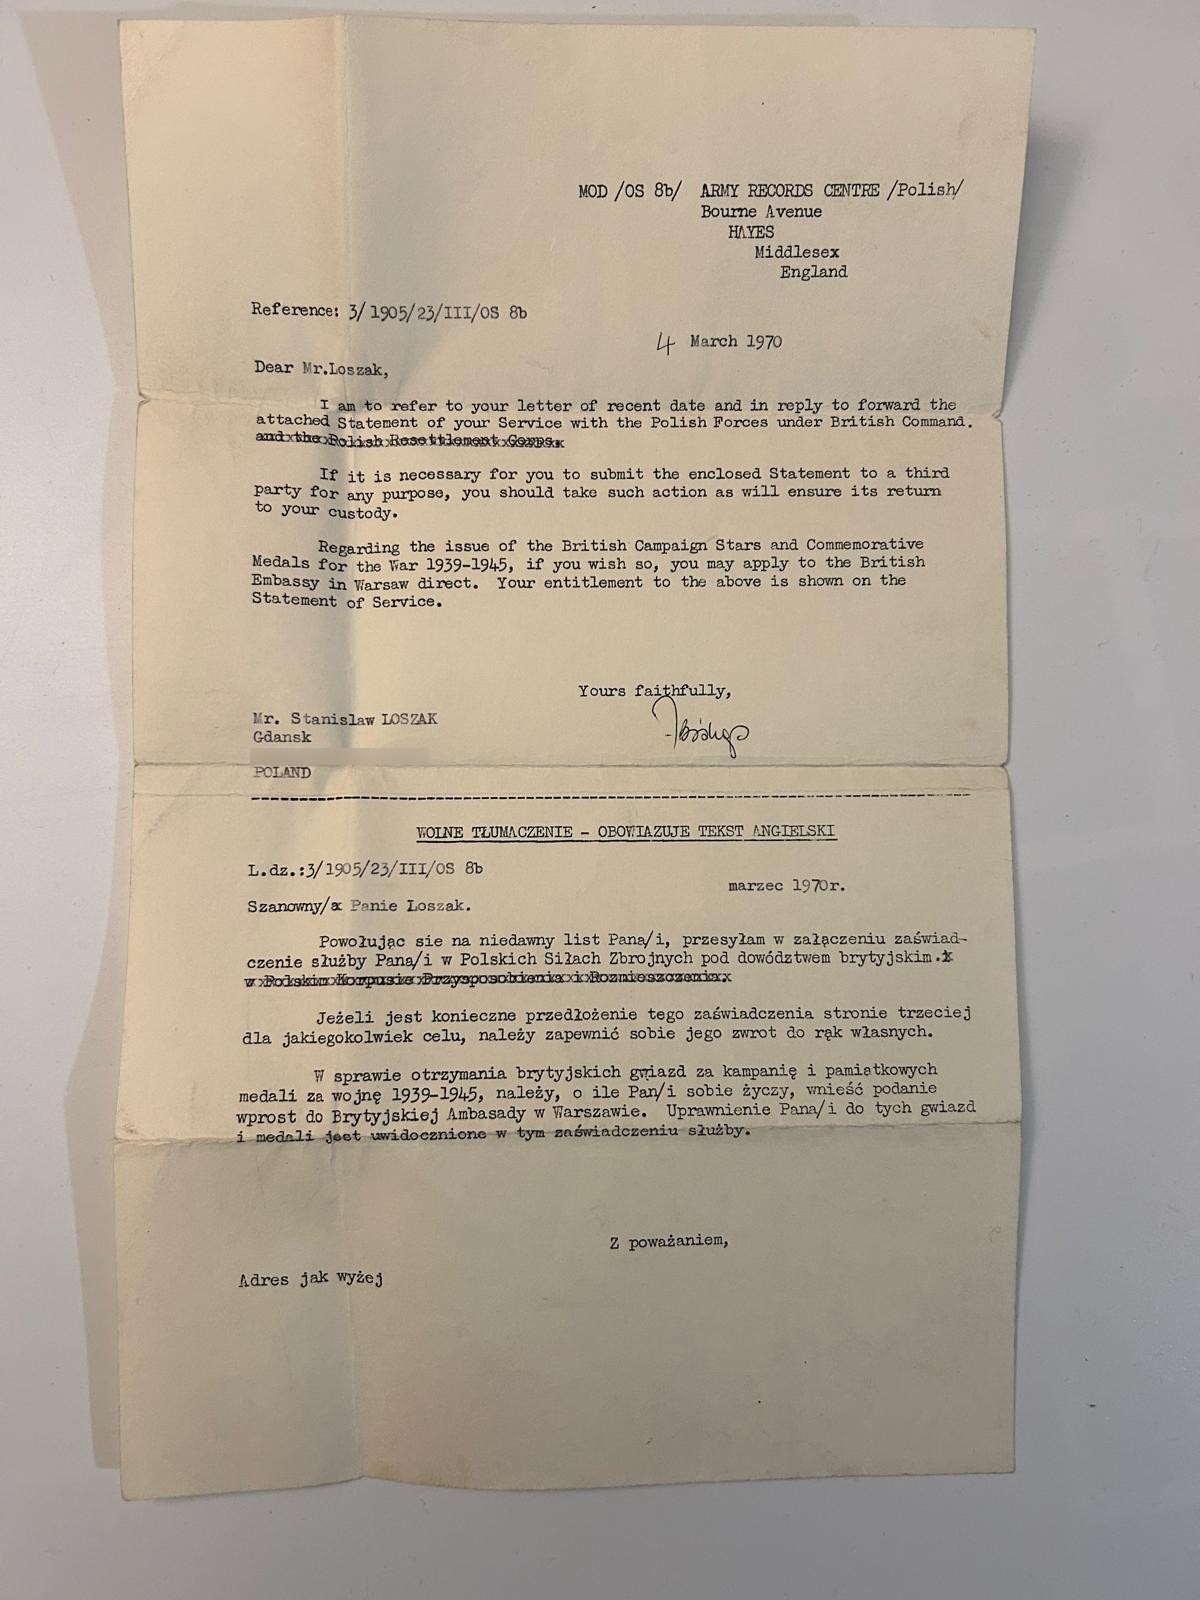 MOD /OS 8b/ ARMY RECORDS CENTRE /Polish/
Bourne Avenue
HAYES
Middlesex
England
Reference: 3/1905/23/III/OS 8b
4 March 1970
Dear Mr.Loszak,
I am to refer to your letter of recent date and in reply to forward the
attached Statement of your Service with the Polish Forces under British Command.
and the Polish Resettlement Corps.
If it is necessary for you to submit the enclosed Statement to a third
party for any purpose, you should take such action as will ensure its return
to your custody.
Regarding the issue of the British Campaign Stars and Commemorative
Medals for the War 1939-1945, if you wish so, you may apply to the British
Embassy in Warsaw direct. Your entitlement to the above is shown on the
Statement of Service.
Yours faithfully,
Mr. Stanislaw LOSZAK
Gdansk
POLAND
WOLNE TŁUMACZENIE - OBOWIAZUJE TEKST ANGIELSKI
L.dz.:3/1905/23/III/OS 8b
marzec 1970r.
Szanowny/a Panie Loszak.
Powołując sie na niedawny list Pana/i, przesyłam w załączeniu zaświad-
czenie służby Pana/i w Polskich Siłach Zbrojnych pod dowództwem brytyjskim.i
w Polskim Korpusie Przysposobienia i Rozmieszczenia.
Jeżeli jest konieczne przedłożenie tego zaświadczenia stronie trzeciej
dla jakiegokolwiek celu, należy zapewnić sobie jego zwrot do rąk własnych.
W sprawie otrzymania brytyjskich gwiazd za kampanię i pamiątkowych
medali za wojnę 1939-1945, należy, o ile Pan/i sobie życzy, wnieść podanie
wprost do Brytyjskiej Ambasady w Warszawie. Uprawnienie Pana/i do tych gwiazd
i medali jest uwidocznione w tym zaświadczeniu służby.
Z poważaniem,
Adres jak wyżej